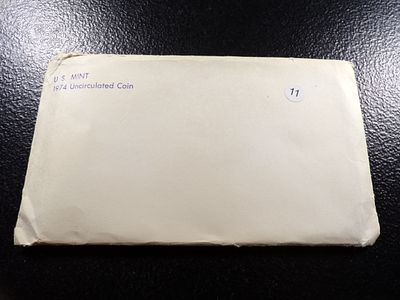 U.S. MINT
1974 Uncirculated Coin
11